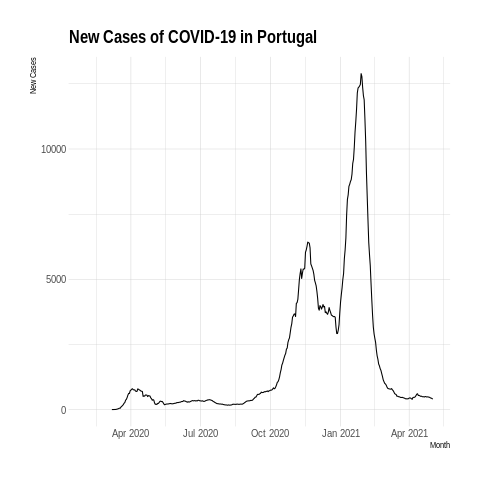 New Cases of COVID-19 in Portugal
New Cases
10000
5000
0
Apr 2020 Jul 2020 Oct 2020 Jan 2021 Apr 2021
Month